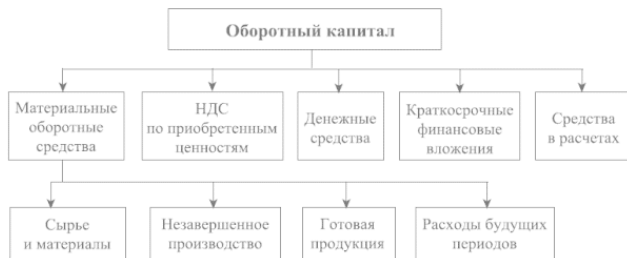 Оборотный капитал
Материальные
оборотные
средства
НДС
по приобретенным
ценностям
Денежные
средства
Краткосрочные
финансовые
вложения
Средства
в расчетах
Сырье
и материалы
Незавершенное
производство
Готовая
продукция
Расходы будущих
периодов